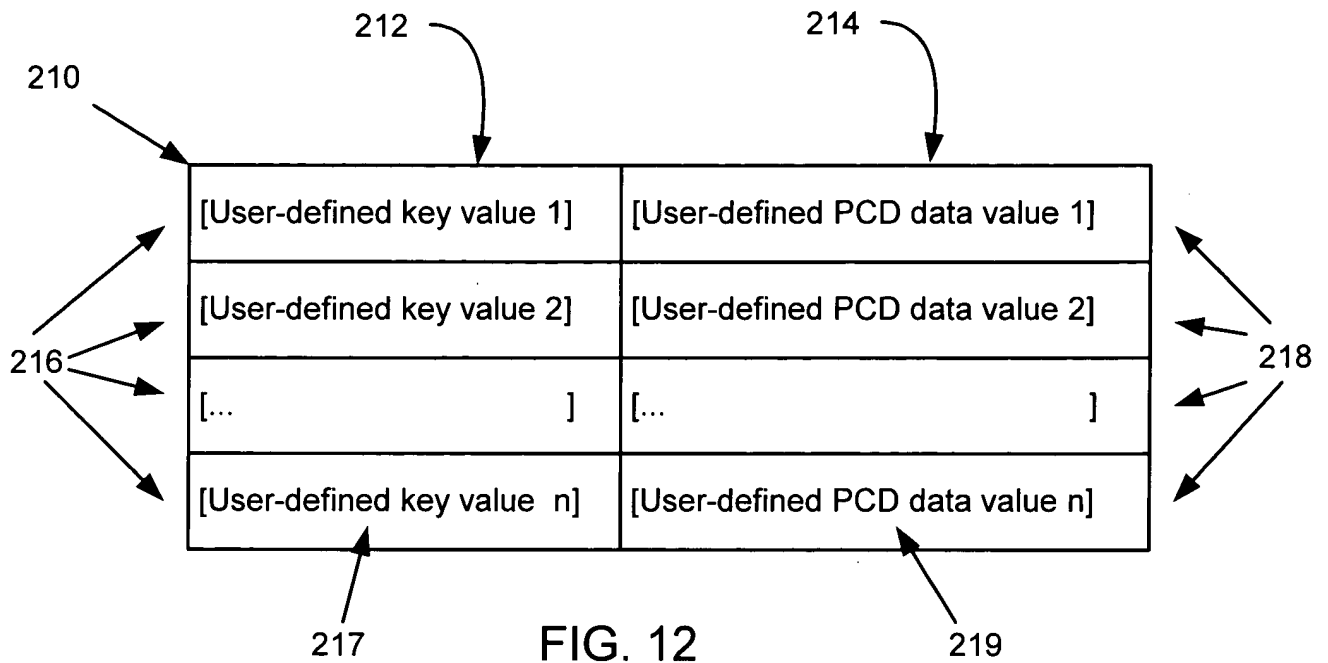 212
214
210
[User-defined key value 1] [User-defined PCD data value 1]
[User-defined key value 2] [User-defined PCD data value 2]
216
218
[... ] [... ]
[User-defined key value n] [User-defined PCD data value n]
217
FIG. 12
219